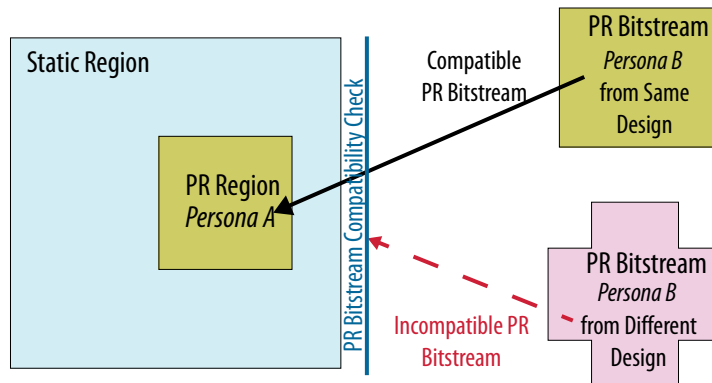 Static Region
PR Region
Persona A
PR Bitstream Compatibility Check
Compatible
PR Bitstream
PR Bitstream
Persona B
from Same
Design
Incompatible PR
Bitstream
PR Bitstream
Persona B
from Different
Design